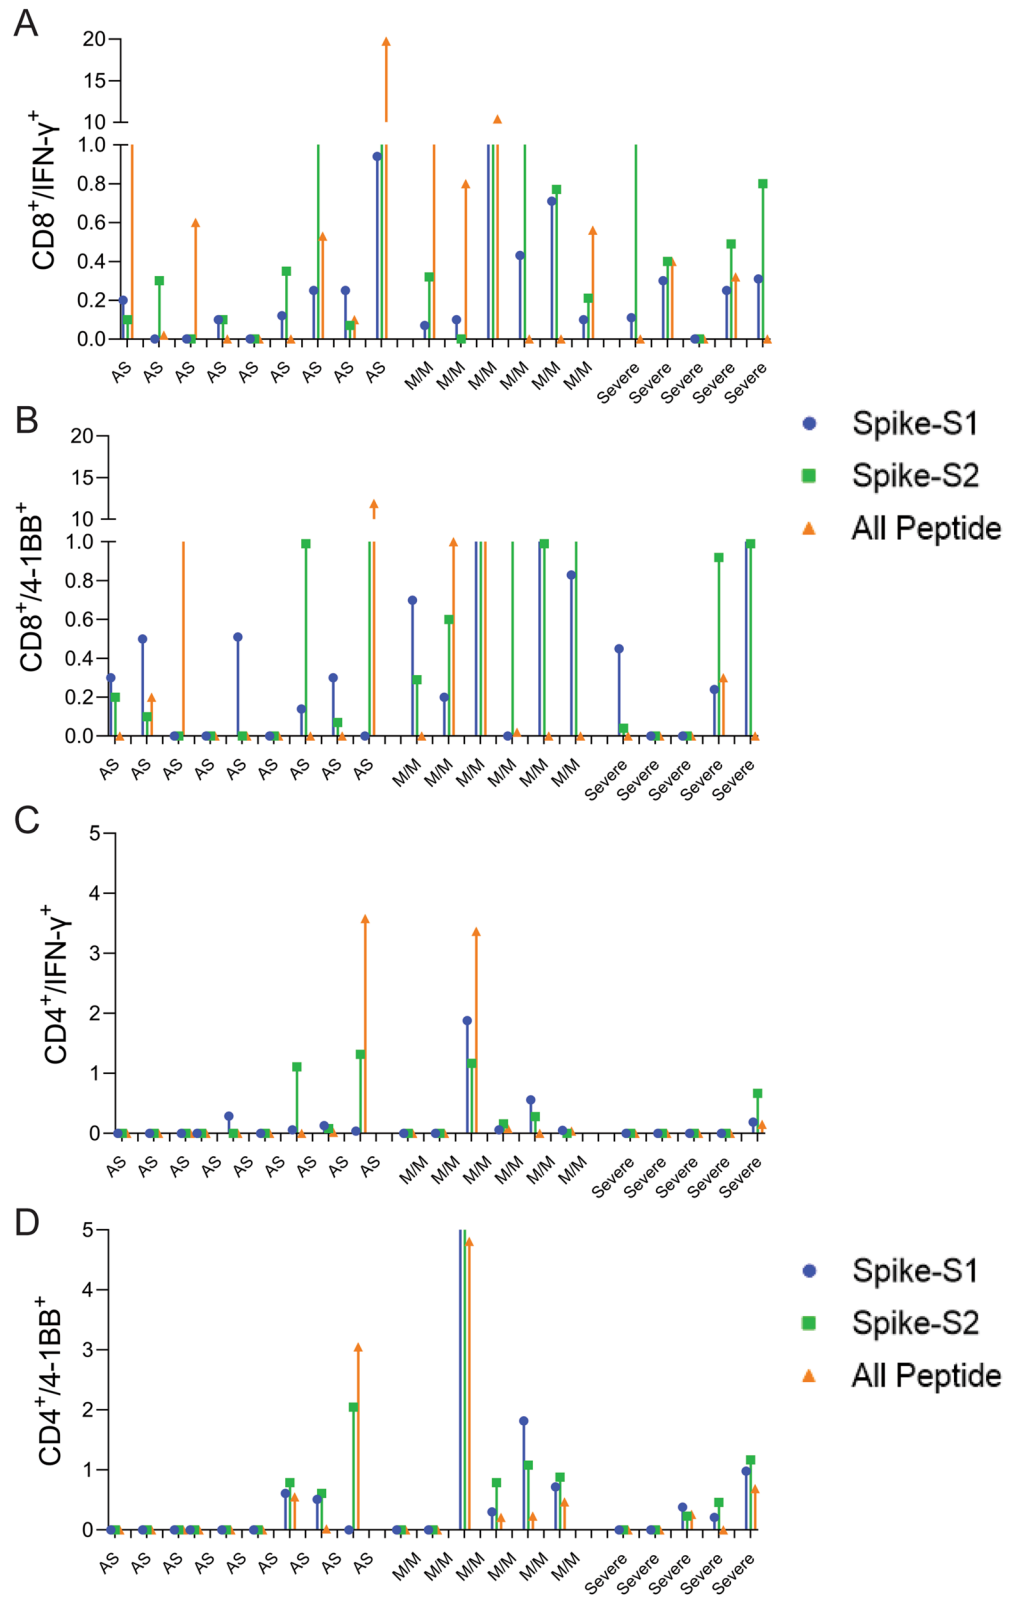 A
CD8+/IFN-γ+
20
15
10
1.0
0.8
0.6
0.4
0.2
0.0
AS AS AS AS AS AS AS AS AS M/M M/M M/M M/M M/M M/M Severe Severe Severe Severe Severe
B
CD8+/4-1BB+
20
15
10
1.0
0.8
0.6
0.4
0.2
0.0
AS AS AS AS AS AS AS AS AS M/M M/M M/M M/M M/M M/M Severe Severe Severe Severe Severe
Spike-S1
Spike-S2
All Peptide
C
CD4+/IFN-γ+
5
4
3
2
1
0
AS AS AS AS AS AS AS AS AS M/M M/M M/M M/M M/M M/M Severe Severe Severe Severe Severe
D
CD4+/4-1BB+
5
4
3
2
1
0
AS AS AS AS AS AS AS AS AS M/M M/M M/M M/M M/M M/M Severe Severe Severe Severe Severe
Spike-S1
Spike-S2
All Peptide